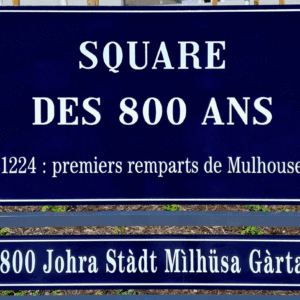 SQUARE
DES 800 ANS
1224 : premiers remparts de Mulhouse
800 Johra Stàdt Mìlhüsa Gàrta